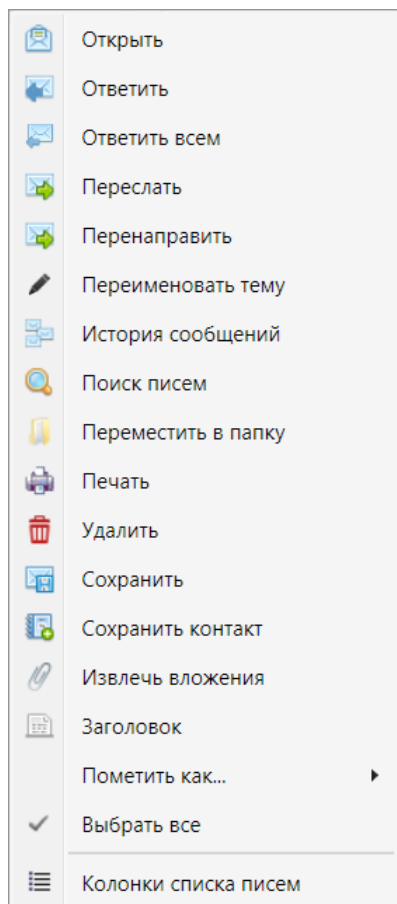 Открыть
Ответить
Ответить всем
Переслать
Перенаправить
Переименовать тему
История сообщений
Поиск писем
Переместить в папку
Печать
Удалить
Сохранить
Сохранить контакт
Извлечь вложения
Заголовок
Пометить как...
Выбрать все
Колонки списка писем